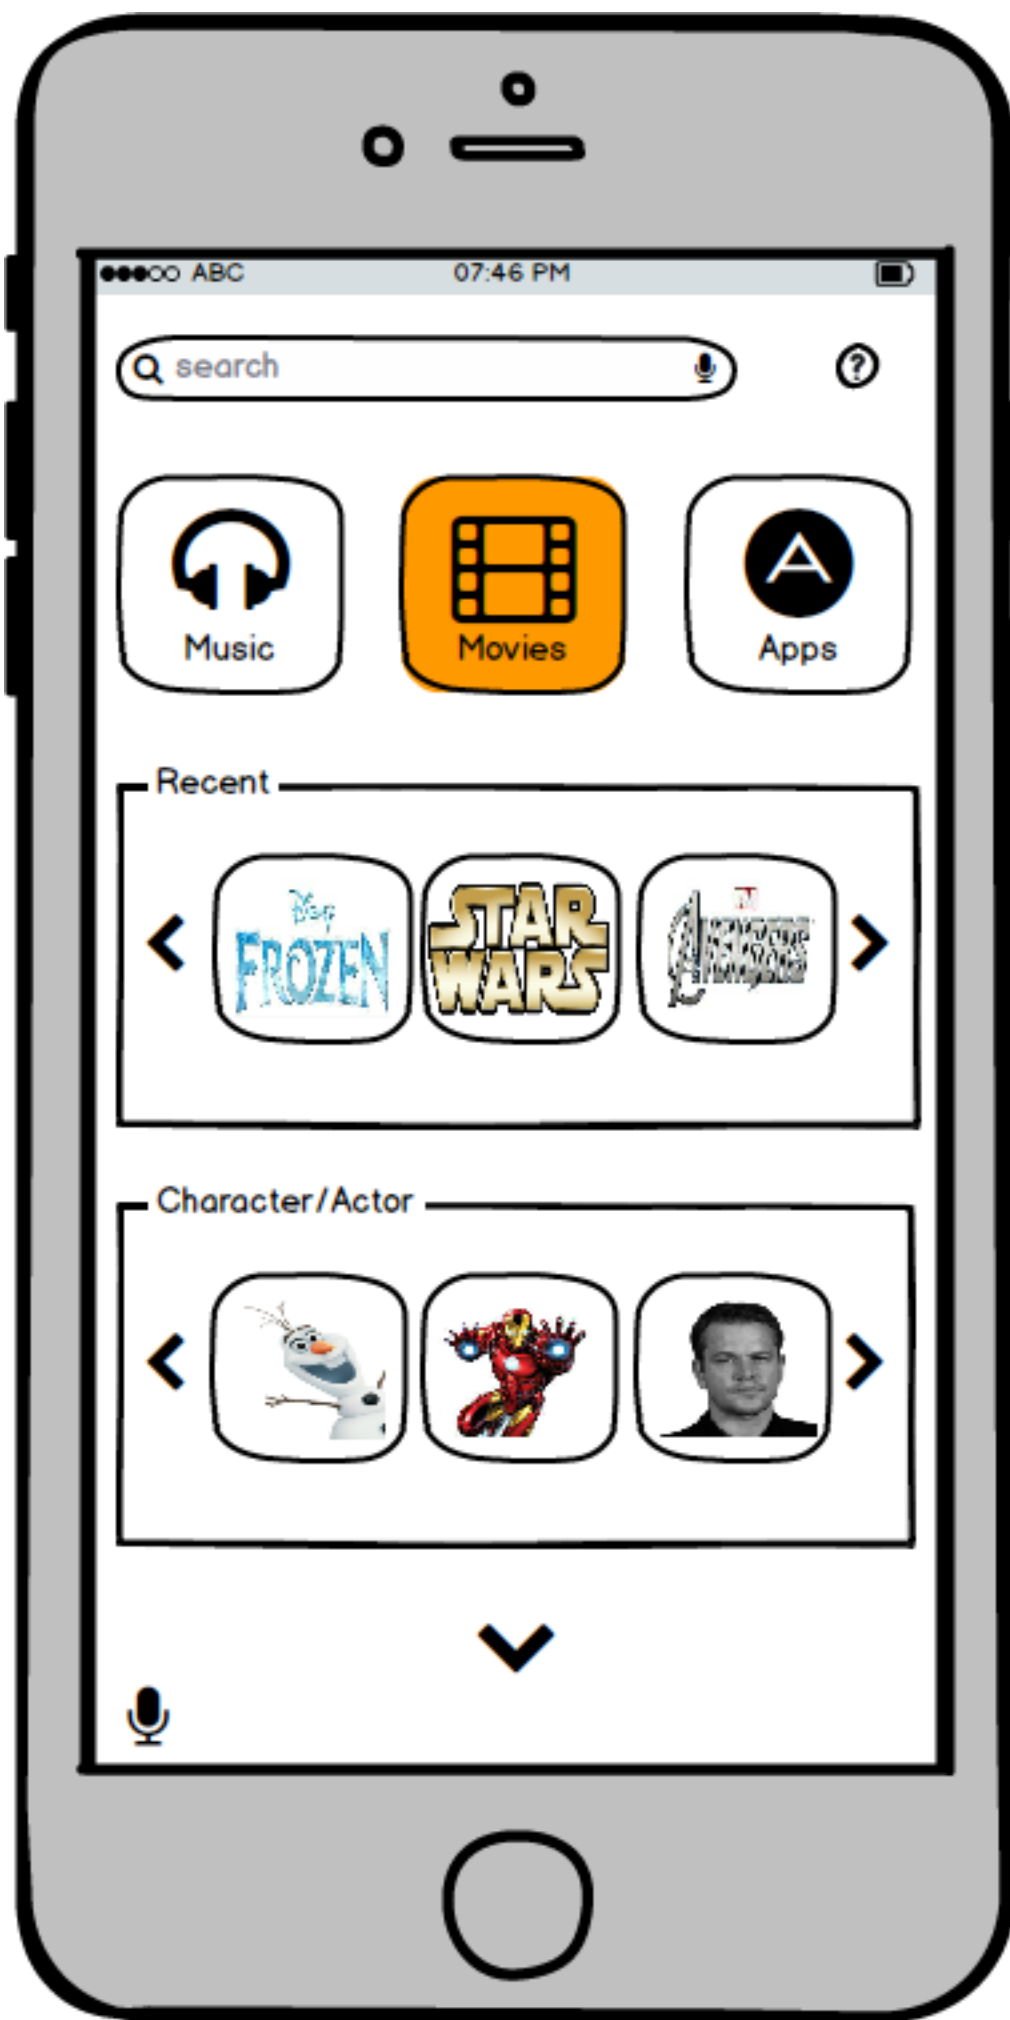 ABC 07:46 PM
search
?
Music Movies Apps
Recent
Disney
FROZEN
STAR
WARS
AVENGERS
Character/Actor